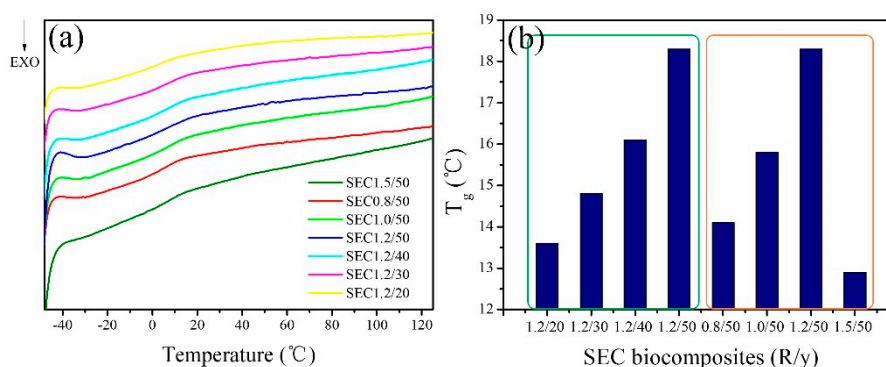 (a)
EXO
SEC1.5/50
SEC0.8/50
SEC1.0/50
SEC1.2/50
SEC1.2/40
SEC1.2/30
SEC1.2/20
-40 -20 0 20 40 60 80 100 120
Temperature (℃)
(b)
19
18
17
16
15
14
13
12
Tg (℃)
1.2/20 1.2/30 1.2/40 1.2/50 0.8/50 1.0/50 1.2/50 1.5/50
SEC biocomposites (R/y)